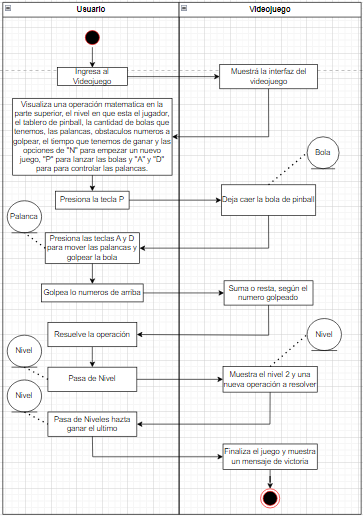 Usuario
Videojuego
Ingresa al
Videojuego
Muestrá la interfaz del
videojuego
Visualiza una operación matematica en la
parte superior, el nivel en que esta el jugador,
el tablero de pinball, la cantidad de bolas que
tenemos, las palancas, obstaculos numeros a
golpear, el tiempo que tenemos de ganar y las
opciones de "N" para empezar un nuevo
juego, "P" para lanzar las bolas y "A" y "D"
para para controlar las palancas.
Bola
Presiona la tecla P
Deja caer la bola de pinball
Palanca
Presiona las teclas A y D
para mover las palancas y
golpear la bola
Golpea lo numeros de arriba
Suma o resta, según el
numero golpeado
Resuelve la operación
Nivel
Nivel
Pasa de Nivel
Muestra el nivel 2 y una
nueva operación a resolver
Nivel
Pasa de Niveles hazta
ganar el ultimo
Finaliza el juego y muestra
un mensaje de victoria